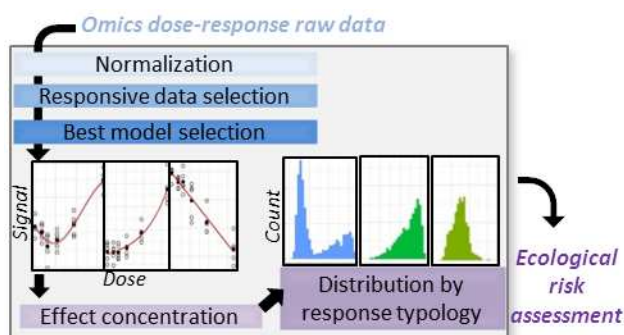 Omics dose-response raw data
Normalization
Responsive data selection
Best model selection
Signal
Dose
Count
Effect concentration
Distribution by
response typology
Ecological
risk
assessment